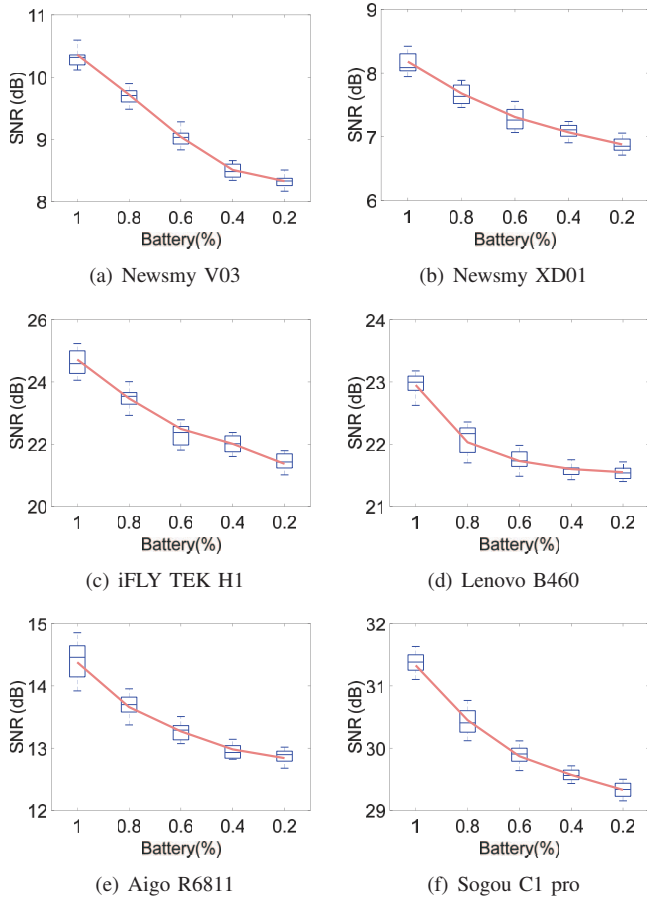 11
10
9
8
SNR (dB)
1 0.8 0.6 0.4 0.2
Battery(%)
(a) Newsmy V03
9
8
7
6
SNR (dB)
1 0.8 0.6 0.4 0.2
Battery(%)
(b) Newsmy XD01
26
24
22
20
SNR (dB)
1 0.8 0.6 0.4 0.2
Battery(%)
(c) iFLY TEK H1
24
23
22
21
SNR (dB)
1 0.8 0.6 0.4 0.2
Battery(%)
(d) Lenovo B460
15
14
13
12
SNR (dB)
1 0.8 0.6 0.4 0.2
Battery(%)
(e) Aigo R6811
32
31
30
29
SNR (dB)
1 0.8 0.6 0.4 0.2
Battery(%)
(f) Sogou C1 pro